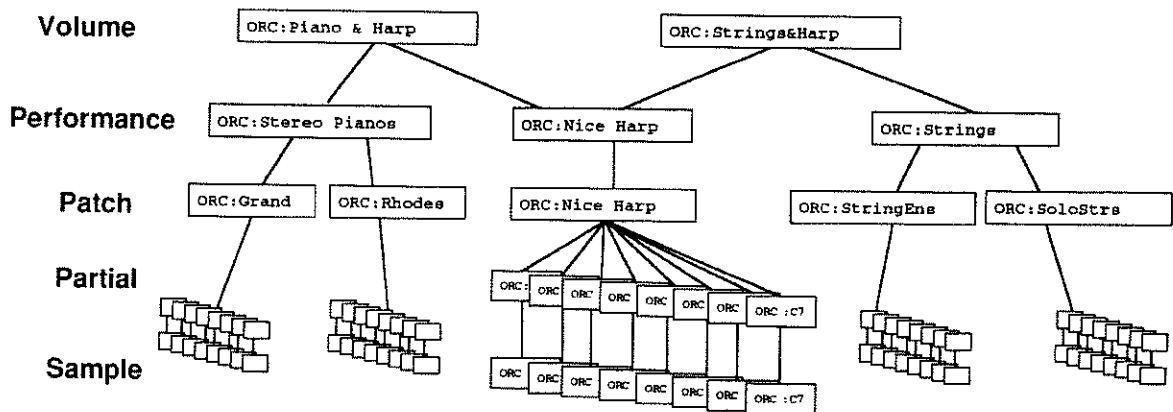 Volume
ORC:Piano & Harp
ORC:Strings&Harp
Performance
ORC:Stereo Pianos
ORC:Nice Harp
ORC:Strings
Patch
ORC:Grand
ORC:Rhodes
ORC:Nice Harp
ORC:StringEns
ORC:SoloStrs
Partial
ORC: ORC ORC ORC ORC ORC ORC ORC :C7
Sample
ORC ORC ORC ORC ORC ORC ORC ORC :C7